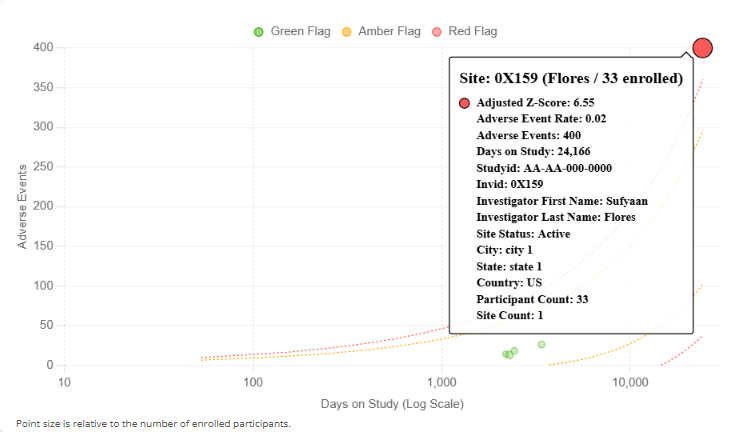 Green Flag Amber Flag Red Flag
400
350
300
250
200
150
100
50
0
Adverse Events
Site: 0X159 (Flores / 33 enrolled)
Adjusted Z-Score: 6.55
Adverse Event Rate: 0.02
Adverse Events: 400
Days on Study: 24,166
Studyid: AA-AA-000-0000
Invid: 0X159
Investigator First Name: Sufyaan
Investigator Last Name: Flores
Site Status: Active
City: city 1
State: state 1
Country: US
Participant Count: 33
Site Count: 1
10 100 1,000 10,000
Days on Study (Log Scale)
Point size is relative to the number of enrolled participants.